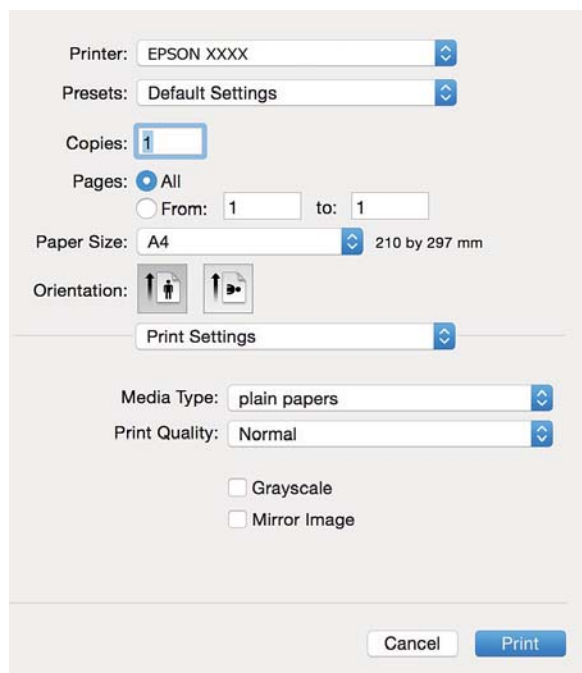 Printer: EPSON XXXX
Presets: Default Settings
Copies: 1
Pages: All
From: 1 to: 1
Paper Size: A4 210 by 297 mm
Orientation:
Print Settings
Media Type: plain papers
Print Quality: Normal
Grayscale
Mirror Image
Cancel Print